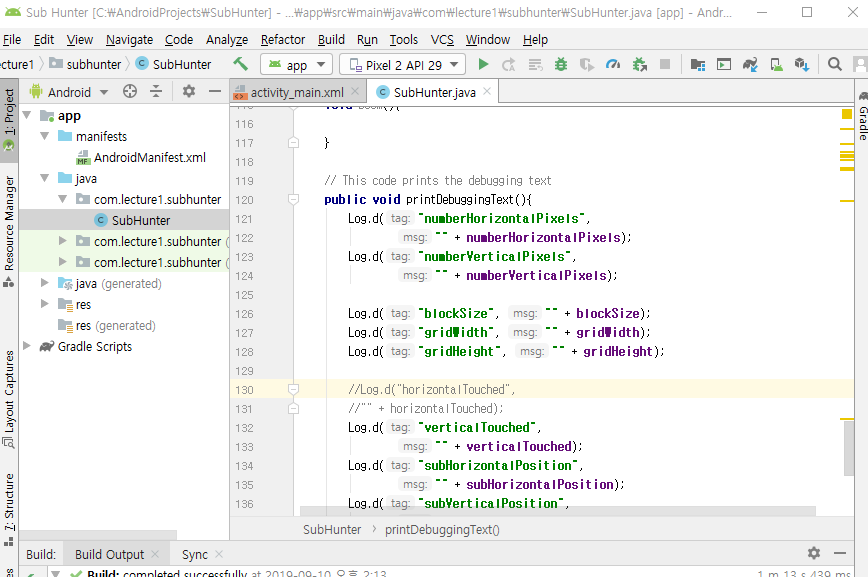 Sub Hunter [C:₩AndroidProjects₩SubHunter] - ...₩app₩src₩main₩java₩com₩lecture1₩subhunter₩SubHunter.java [app] - Andr...
File Edit View Navigate Code Analyze Refactor Build Run Tools VCS Window Help
ecture1 subhunter SubHunter app Pixel 2 API 29
1: Project
Resource Manager
Layout Captures
7: Structure
Android
app
manifests
AndroidManifest.xml
java
com.lecture1.subhunter
SubHunter
com.lecture1.subhunter (
com.lecture1.subhunter (
java (generated)
res
res (generated)
Gradle Scripts
activity_main.xml SubHunter.java
Gradle
116
117 }
118
119 // This code prints the debugging text
120 public void printDebuggingText(){
121 Log.d( tag: "numberHorizontalPixels",
122 msg: "" + numberHorizontalPixels);
123 Log.d( tag: "numberVerticalPixels",
124 msg: "" + numberVerticalPixels);
125
126 Log.d( tag: "blockSize", msg: "" + blockSize);
127 Log.d( tag: "gridWidth", msg: "" + gridWidth);
128 Log.d( tag: "gridHeight", msg: "" + gridHeight);
129
130 //Log.d("horizontalTouched",
131 //"" + horizontalTouched);
132 Log.d( tag: "verticalTouched",
133 msg: "" + verticalTouched);
134 Log.d( tag: "subHorizontalPosition",
135 msg: "" + subHorizontalPosition);
136 Log.d( tag: "subVerticalPosition",
SubHunter › printDebuggingText()
Build: Build Output Sync
Build: completed successfully at 2019-09-10 오후 2:13 1 m 13 s 439 ms